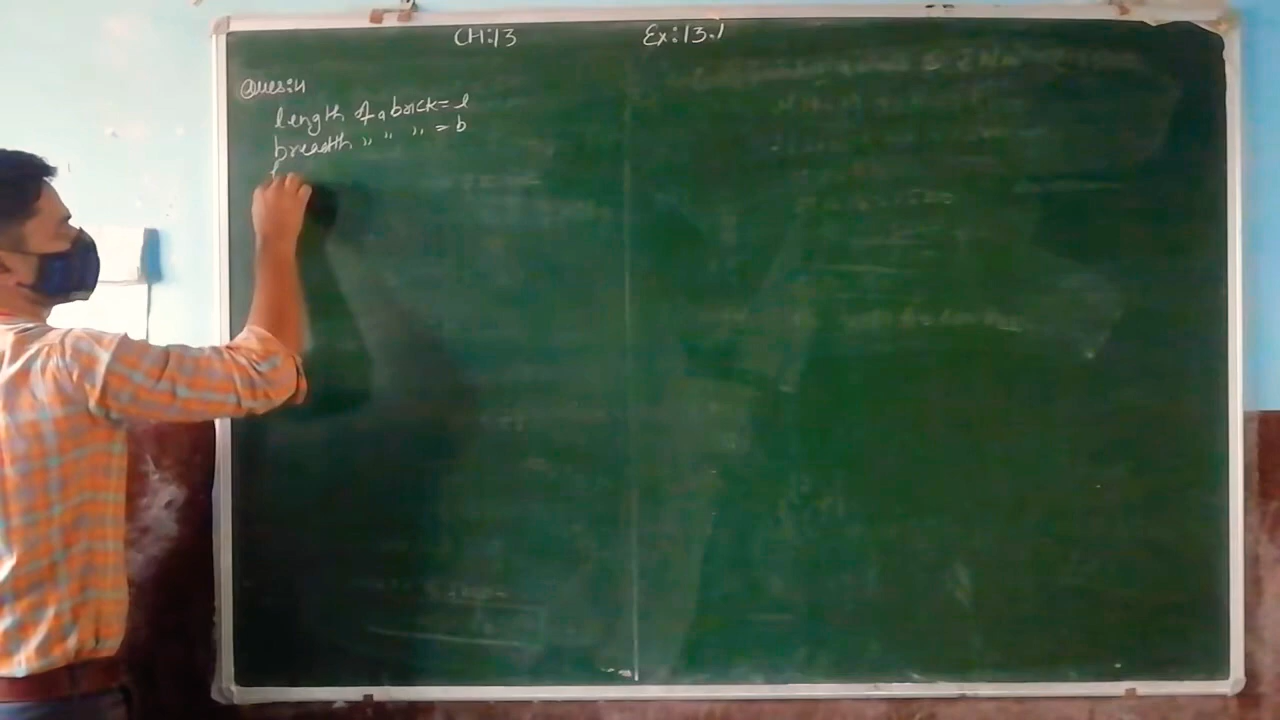 CH:13 Ex:13.1
Ques:4
length of a brick = l
breadth " " " = b